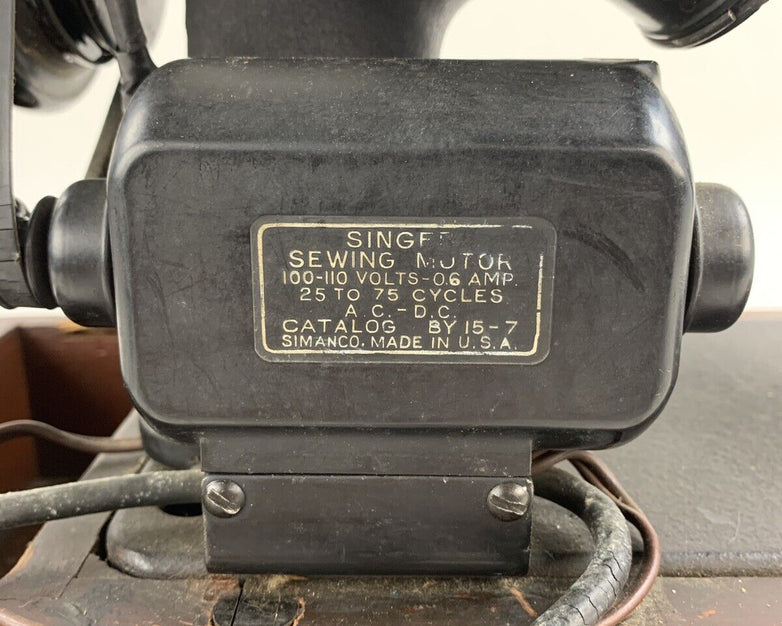 SINGER
SEWING MOTOR
100-110 VOLTS-0.6 AMP.
25 TO 75 CYCLES
A.C.-D.C.
CATALOG BY 15-7
SIMANCO. MADE IN U.S.A.